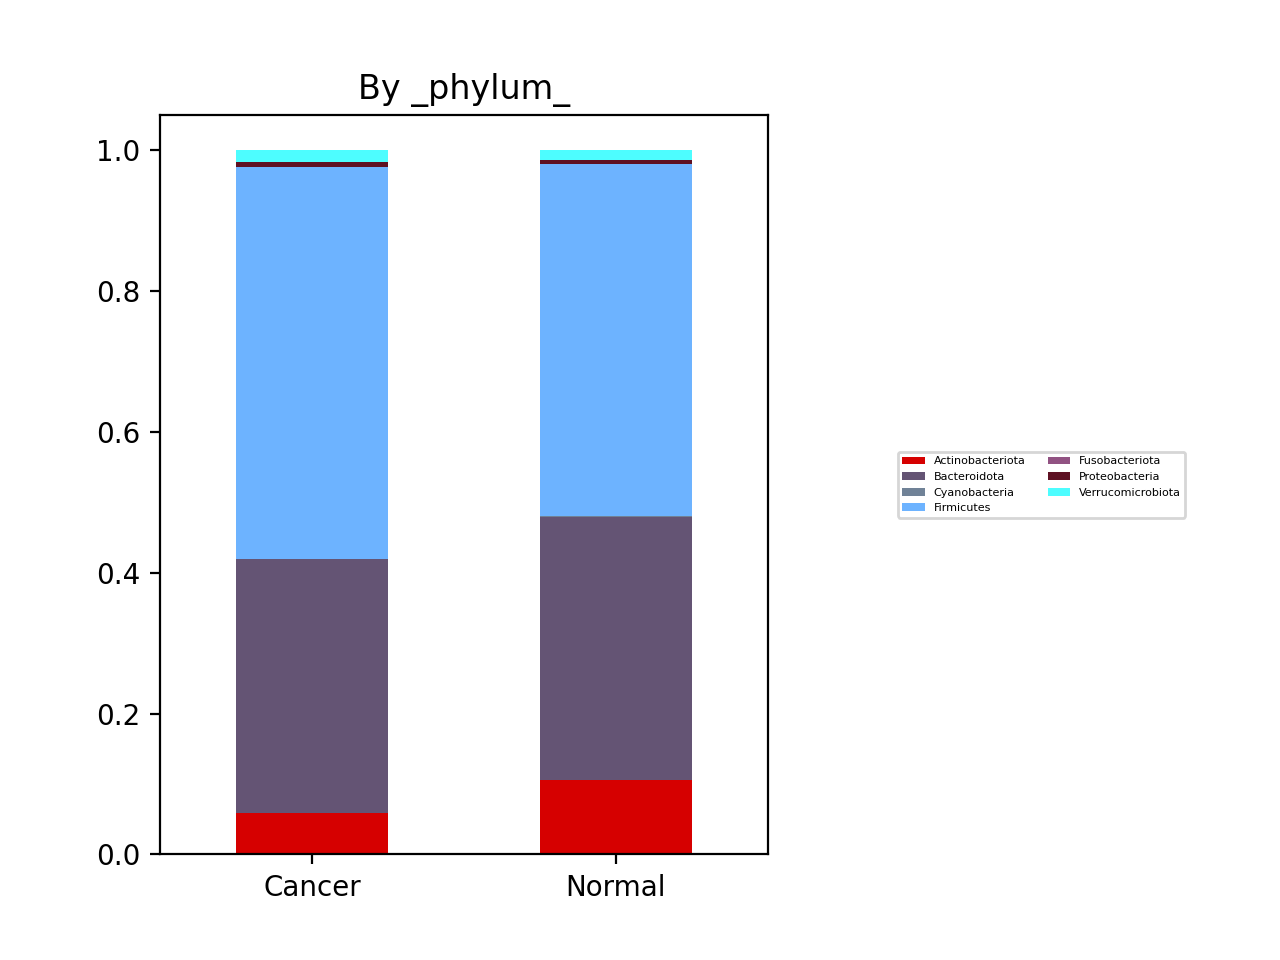 By _phylum_
1.0
0.8
0.6
0.4
0.2
0.0
Cancer
Normal
Actinobacteriota
Bacteroidota
Cyanobacteria
Firmicutes
Fusobacteriota
Proteobacteria
Verrucomicrobiota